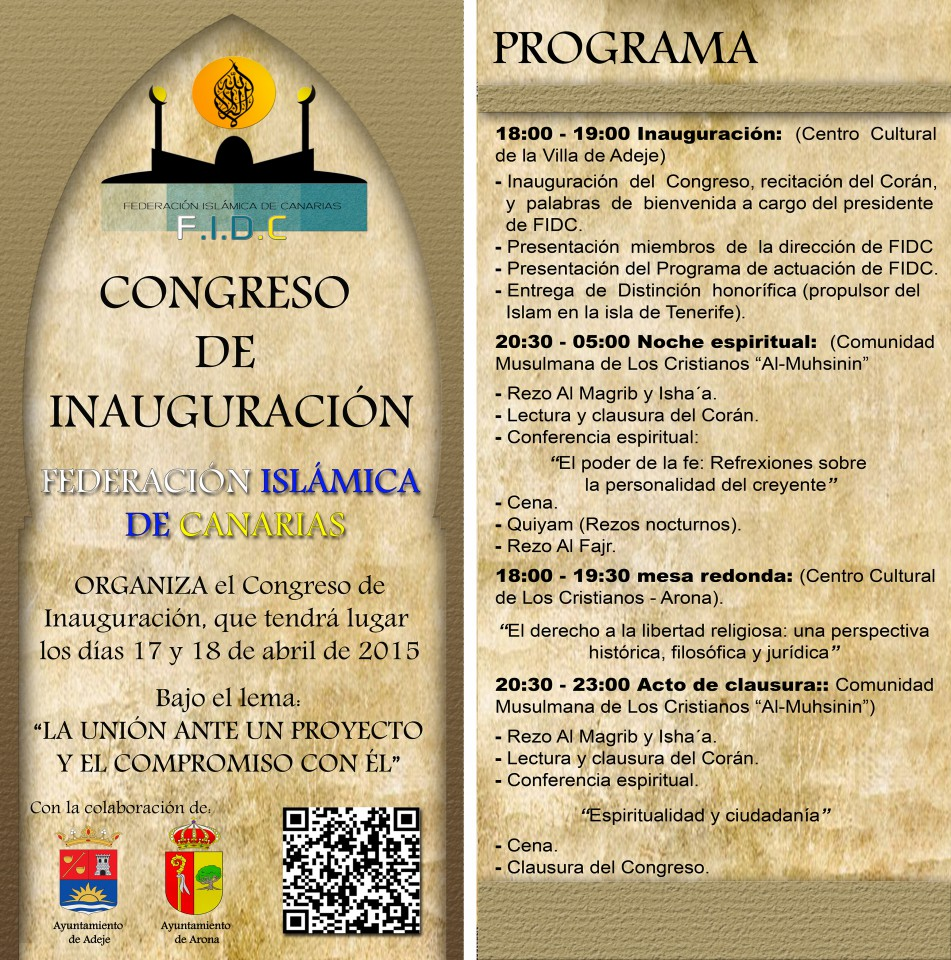 FEDERACIÓN ISLÁMICA DE CANARIAS
F.I.D.C
CONGRESO
DE
INAUGURACIÓN
FEDERACIÓN ISLÁMICA
DE CANARIAS
ORGANIZA el Congreso de
Inauguración, que tendrá lugar
los días 17 y 18 de abril de 2015
Bajo el lema:
“LA UNIÓN ANTE UN PROYECTO
Y EL COMPROMISO CON ÉL”
Con la colaboración de:
Ayuntamiento
de Adeje
Ayuntamiento
de Arona
PROGRAMA
18:00 - 19:00 Inauguración: (Centro Cultural
de la Villa de Adeje)
- Inauguración del Congreso, recitación del Corán,
y palabras de bienvenida a cargo del presidente
de FIDC.
- Presentación miembros de la dirección de FIDC
- Presentación del Programa de actuación de FIDC.
- Entrega de Distinción honorífica (propulsor del
Islam en la isla de Tenerife).
20:30 - 05:00 Noche espiritual: (Comunidad
Musulmana de Los Cristianos “Al-Muhsinin”
- Rezo Al Magrib y Isha´a.
- Lectura y clausura del Corán.
- Conferencia espiritual:
“El poder de la fe: Refrexiones sobre
la personalidad del creyente”
- Cena.
- Quiyam (Rezos nocturnos).
- Rezo Al Fajr.
18:00 - 19:30 mesa redonda: (Centro Cultural
de Los Cristianos - Arona).
“El derecho a la libertad religiosa: una perspectiva
histórica, filosófica y jurídica”
20:30 - 23:00 Acto de clausura:: Comunidad
Musulmana de Los Cristianos “Al-Muhsinin”)
- Rezo Al Magrib y Isha´a.
- Lectura y clausura del Corán.
- Conferencia espiritual.
“Espiritualidad y ciudadanía”
- Cena.
- Clausura del Congreso.